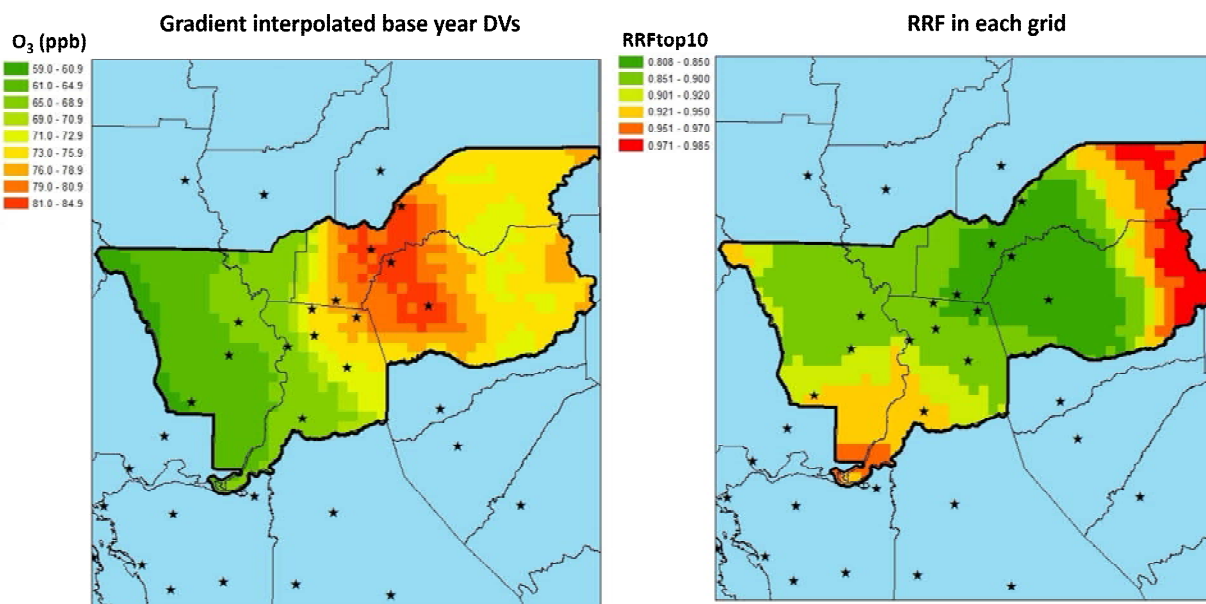 Gradient interpolated base year DVs
O₃ (ppb)
59.0 - 60.9
61.0 - 64.9
65.0 - 68.9
69.0 - 70.9
71.0 - 72.9
73.0 - 75.9
76.0 - 78.9
79.0 - 80.9
81.0 - 84.9
RRF in each grid
RRFtop10
0.808 - 0.850
0.851 - 0.900
0.901 - 0.920
0.921 - 0.950
0.951 - 0.970
0.971 - 0.985